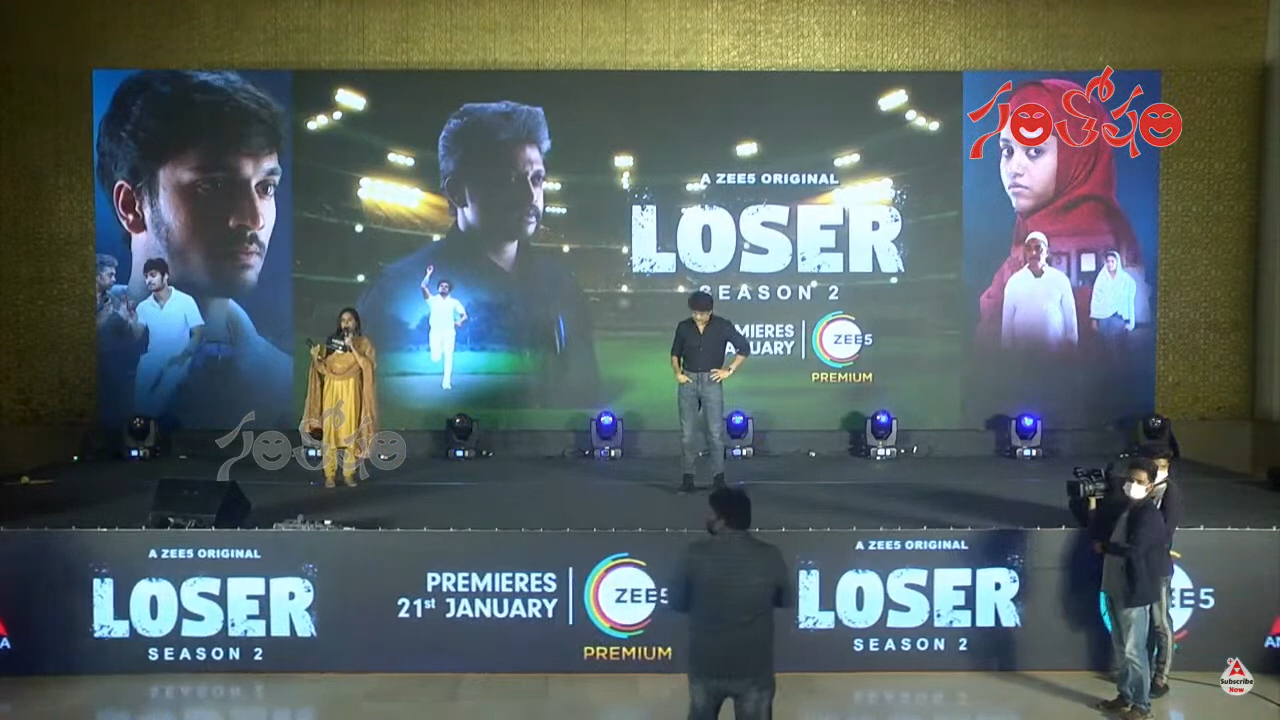 సంతోషం
A ZEE5 ORIGINAL
LOSER
SEASON 2
MIERES
UARY
ZEE5
PREMIUM
సంతోషం
A ZEE5 ORIGINAL
LOSER
SEASON 2
PREMIERES
21st JANUARY
ZEE5
PREMIUM
A ZEE5 ORIGINAL
LOSER
SEASON 2
Subscribe
Now